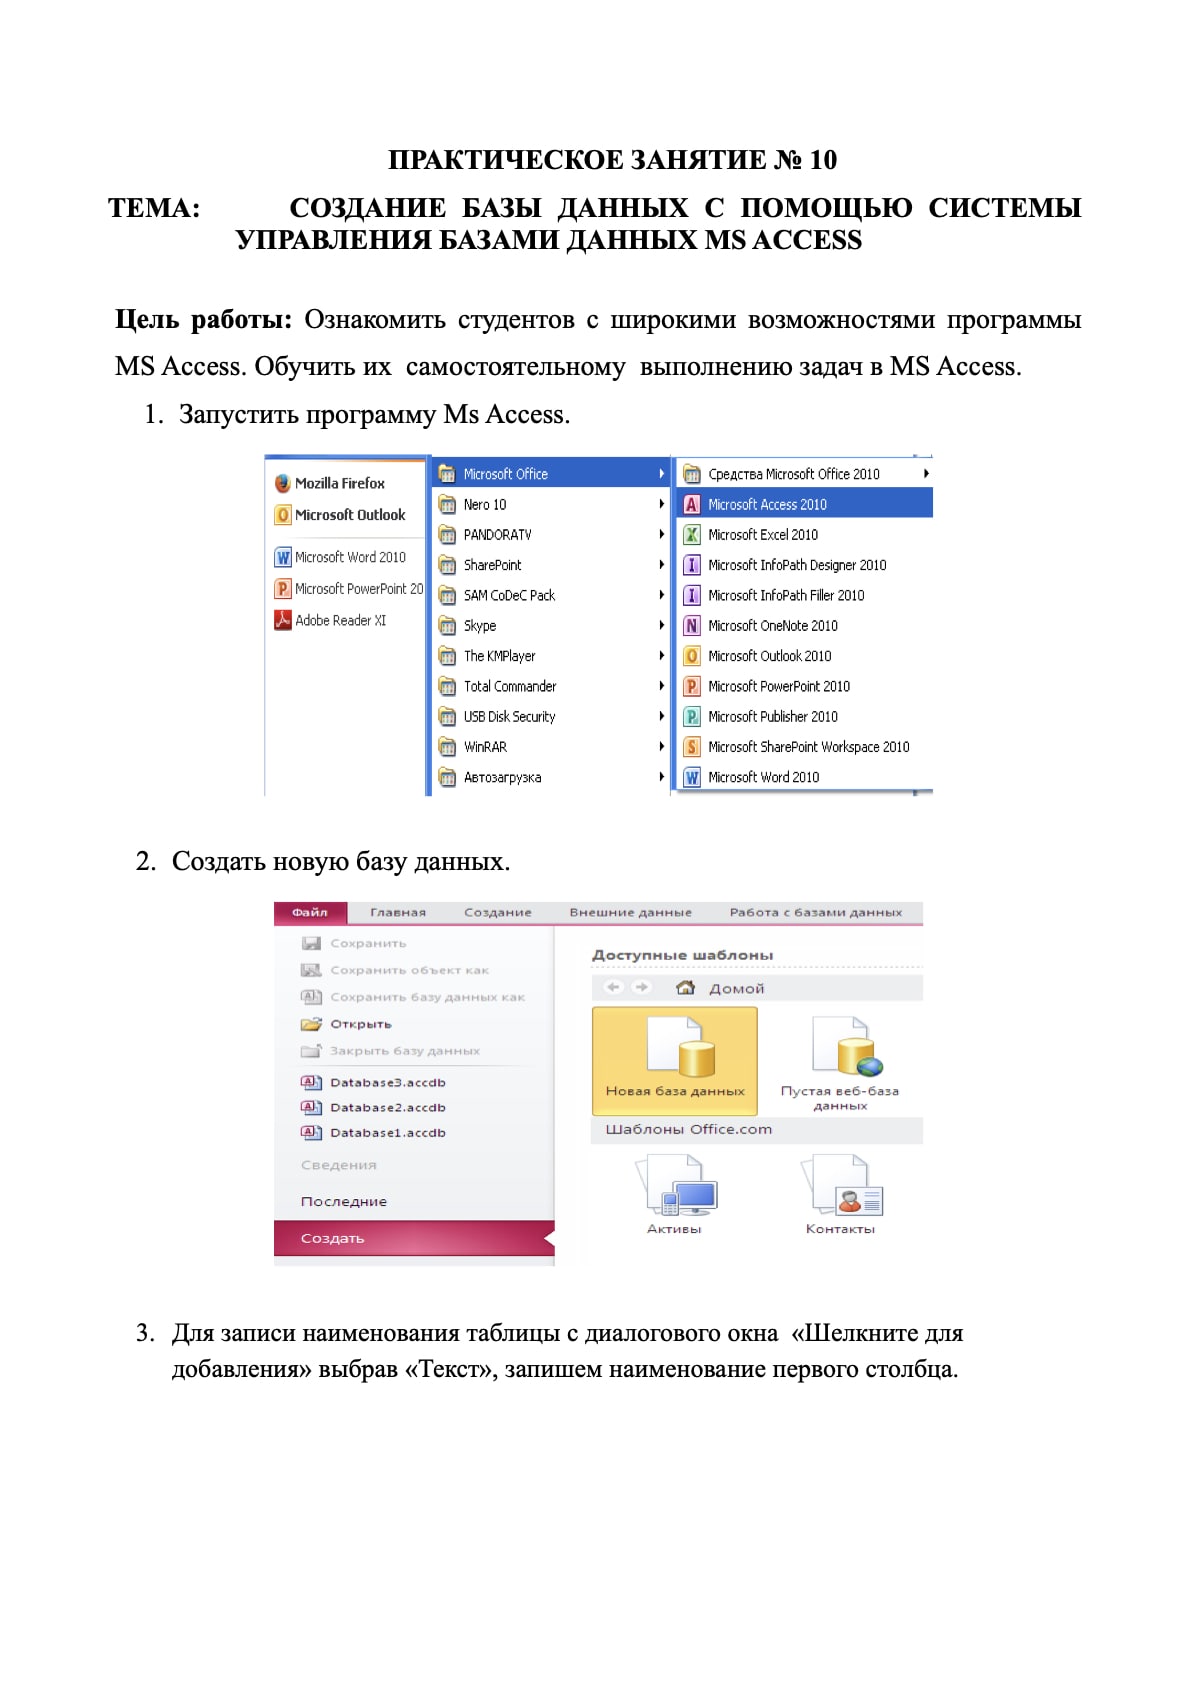 ПРАКТИЧЕСКОЕ ЗАНЯТИЕ № 10
ТЕМА: СОЗДАНИЕ БАЗЫ ДАННЫХ С ПОМОЩЬЮ СИСТЕМЫ
УПРАВЛЕНИЯ БАЗАМИ ДАННЫХ MS ACCESS
Цель работы: Ознакомить студентов с широкими возможностями программы
MS Access. Обучить их самостоятельному выполнению задач в MS Access.
1. Запустить программу Ms Access.
Mozilla Firefox
Microsoft Outlook
Microsoft Word 2010
Microsoft PowerPoint 20
Adobe Reader XI
Microsoft Office
Nero 10
PANDORATV
SharePoint
SAM CoDeC Pack
Skype
The KMPlayer
Total Commander
USB Disk Security
WinRAR
Автозагрузка
Средства Microsoft Office 2010
Microsoft Access 2010
Microsoft Excel 2010
Microsoft InfoPath Designer 2010
Microsoft InfoPath Filler 2010
Microsoft OneNote 2010
Microsoft Outlook 2010
Microsoft PowerPoint 2010
Microsoft Publisher 2010
Microsoft SharePoint Workspace 2010
Microsoft Word 2010
2. Создать новую базу данных.
Файл Главная Создание Внешние данные Работа с базами данных
Сохранить
Сохранить объект как
Сохранить базу данных как
Открыть
Закрыть базу данных
Database3.accdb
Database2.accdb
Database1.accdb
Сведения
Последние
Создать
Доступные шаблоны
Домой
Новая база данных
Пустая веб-база
данных
Шаблоны Office.com
Активы
Контакты
3. Для записи наименования таблицы с диалогового окна «Шелкните для
добавления» выбрав «Текст», запишем наименование первого столбца.